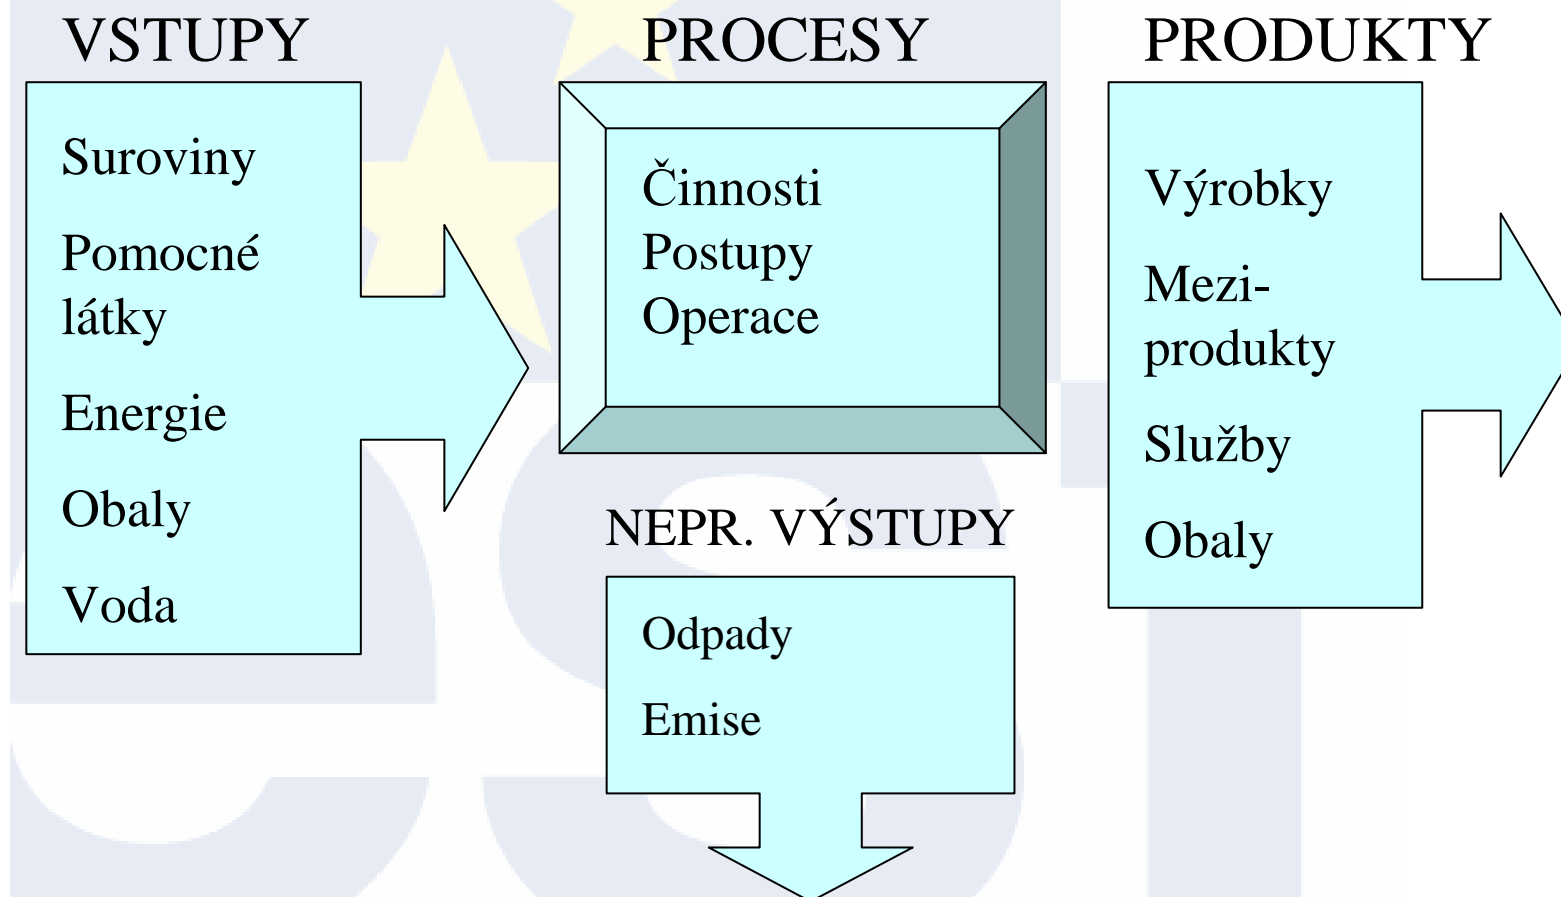 VSTUPY
Suroviny
Pomocné
látky
Energie
Obaly
Voda
PROCESY
Činnosti
Postupy
Operace
NEPR. VÝSTUPY
Odpady
Emise
PRODUKTY
Výrobky
Mezi-
produkty
Služby
Obaly